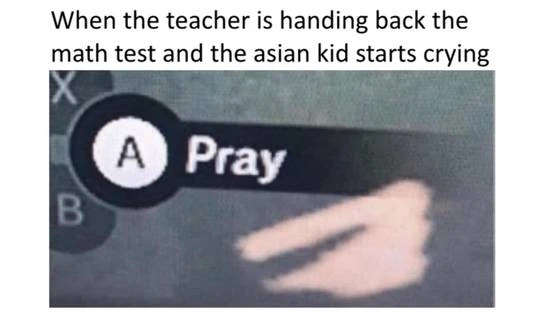 When the teacher is handing back the
math test and the asian kid starts crying
X
A Pray
B